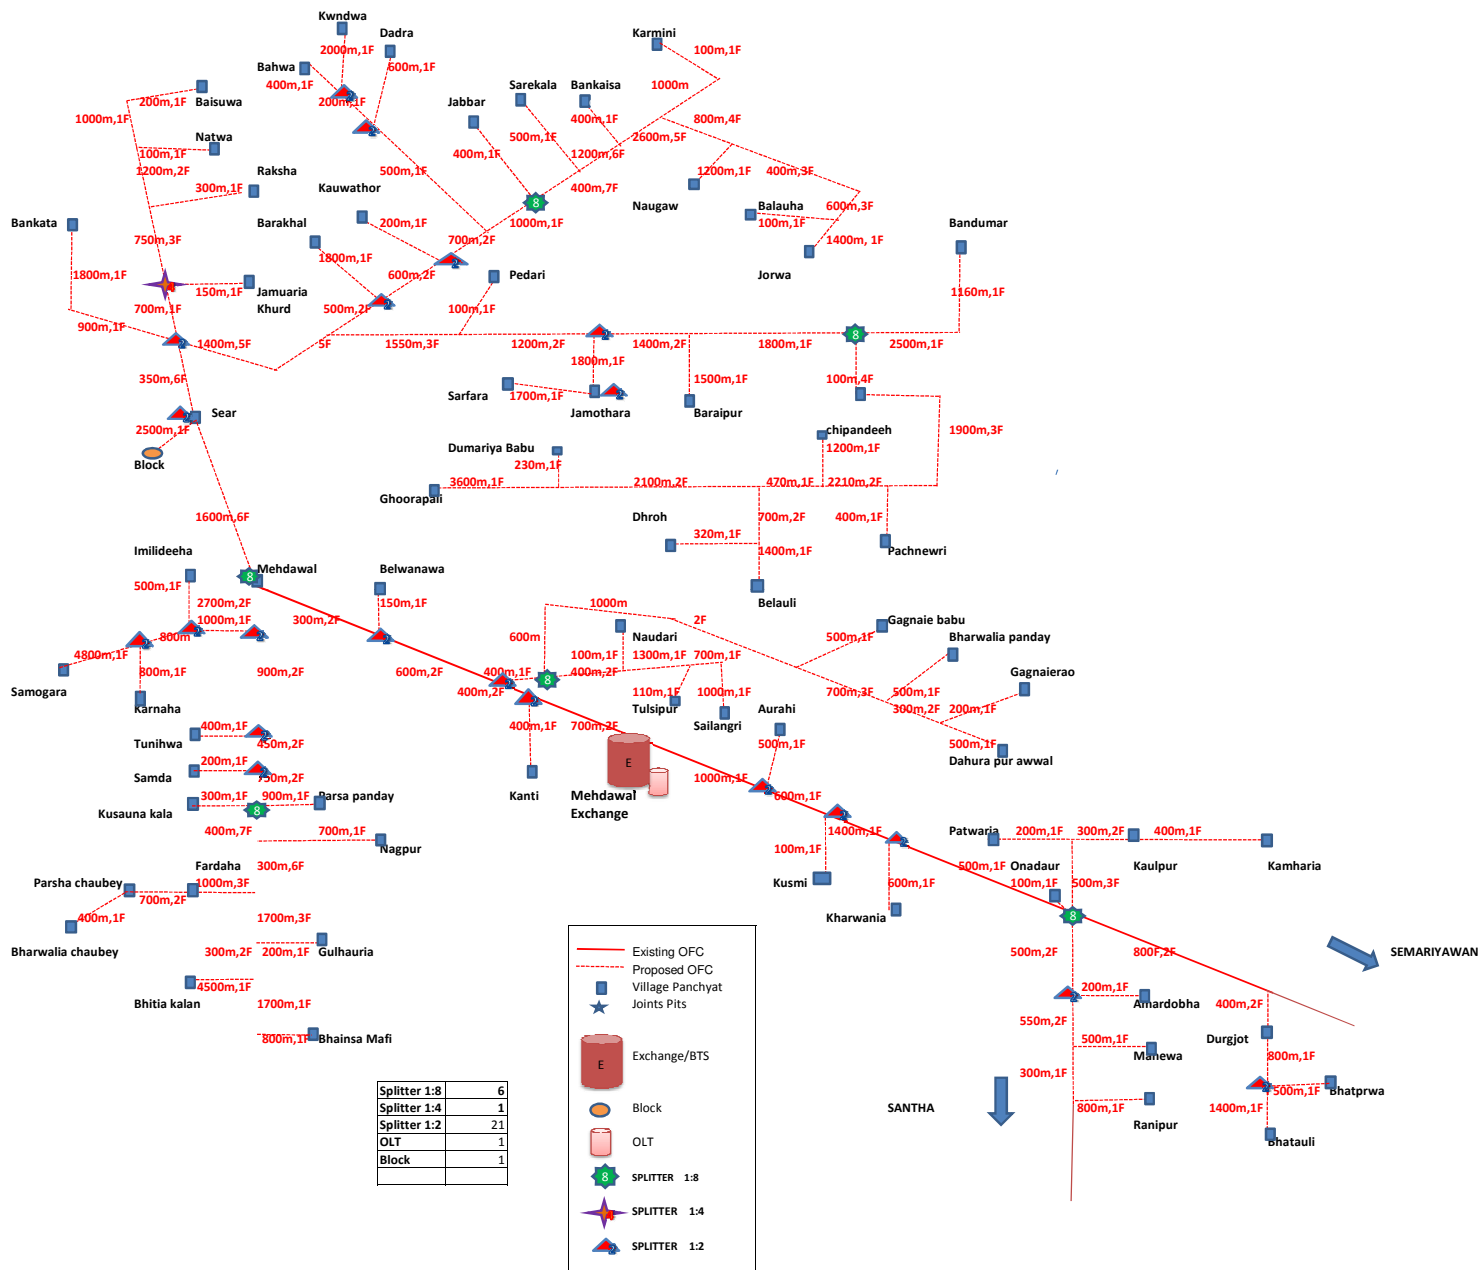 Kwndwa
Dadra
Karmini
2000m,1F
100m,1F
600m,1F
Bahwa
400m,1F
Sarekala
Bankaisa
1000m
Baisuwa
200m,1F
200m,1F
Jabbar
400m,1F
1000m,1F
800m,4F
Natwa
500m,1F
2600m,5F
100m,1F
400m,1F
1200m,6F
1200m,2F
Raksha
500m,1F
1200m,1F
400m,3F
300m,1F
Kauwathor
400m,7F
Naugaw
Balauha
600m,3F
Bankata
Barakhal
200m,1F
8
1000m,1F
100m,1F
Bandumar
750m,3F
700m,2F
1400m, 1F
1800m,1F
Jorwa
1800m,1F
600m,2F
Pedari
150m,1F
Jamuaria
Khurd
1160m,1F
700m,1F
500m,2F
100m,1F
900m,1F
1400m,5F
5F
1550m,3F
1200m,2F
1400m,2F
1800m,1F
8
2500m,1F
1800m,1F
100m,4F
350m,6F
1500m,1F
Sarfara
1700m,1F
Sear
Jamothara
Baraipur
2500m,1F
chipandeeh
1900m,3F
Block
Dumariya Babu
1200m,1F
230m,1F
3600m,1F
2100m,2F
470m,1F
2210m,2F
Ghoorapali
1600m,6F
Dhroh
700m,2F
400m,1F
320m,1F
Imilideeha
1400m,1F
Pachnewri
8
Mehdawal
Belwanawa
500m,1F
1000m
Belauli
2700m,2F
150m,1F
1000m,1F
300m,2F
2F
Gagnaie babu
800m
600m
Naudari
500m,1F
Bharwalia panday
4800m,1F
100m,1F
1300m,1F
700m,1F
800m,1F
900m,2F
600m,2F
400m,1F
8
400m,2F
Gagnaierao
Samogara
400m,2F
110m,1F
1000m,1F
700m,3F
500m,1F
Karnaha
Tulsipur
Aurahi
300m,2F
200m,1F
400m,1F
400m,1F
700m,2F
Sailangri
Tunihwa
450m,2F
500m,1F
500m,1F
200m,1F
E
Dahura pur awwal
Samda
750m,2F
1000m,1F
300m,1F
900m,1F
Parsa panday
Kanti
Mehdawal
Exchange
600m,1F
Kusauna kala
8
400m,7F
700m,1F
1400m,1F
Patwaria
200m,1F
300m,2F
400m,1F
Nagpur
100m,1F
500m,1F
Onadaur
Kaulpur
Kamharia
300m,6F
Fardaha
Parsha chaubey
1000m,3F
Kusmi
600m,1F
100m,1F
500m,3F
700m,2F
400m,1F
1700m,3F
Kharwania
8
Bharwalia chaubey
300m,2F
200m,1F
Gulhauria
500m,2F
800F,2F
SEMARIYAWAN
Existing OFC
Proposed OFC
Village Panchyat
Joints Pits
4500m,1F
200m,1F
Bhitia kalan
1700m,1F
Amardobha
400m,2F
550m,2F
800m,1F
Bhainsa Mafi
500m,1F
Durgjot
E
Exchange/BTS
Manewa
800m,1F
300m,1F
Splitter 1:8 6
Splitter 1:4 1
Splitter 1:2 21
OLT 1
Block 1
500m,1F
Bhatprwa
Block
SANTHA
800m,1F
1400m,1F
Ranipur
OLT
Bhatauli
8
SPLITTER 1:8
SPLITTER 1:4
SPLITTER 1:2